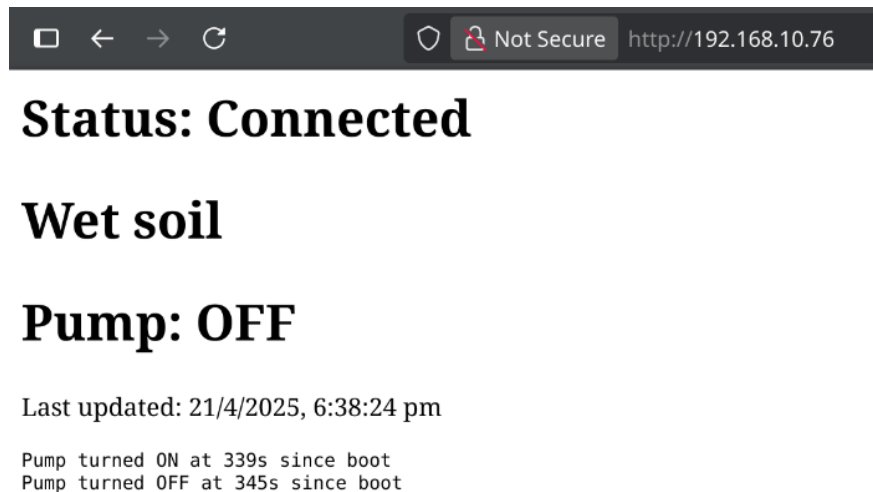 Not Secure http://192.168.10.76
Status: Connected
Wet soil
Pump: OFF
Last updated: 21/4/2025, 6:38:24 pm
Pump turned ON at 339s since boot
Pump turned OFF at 345s since boot